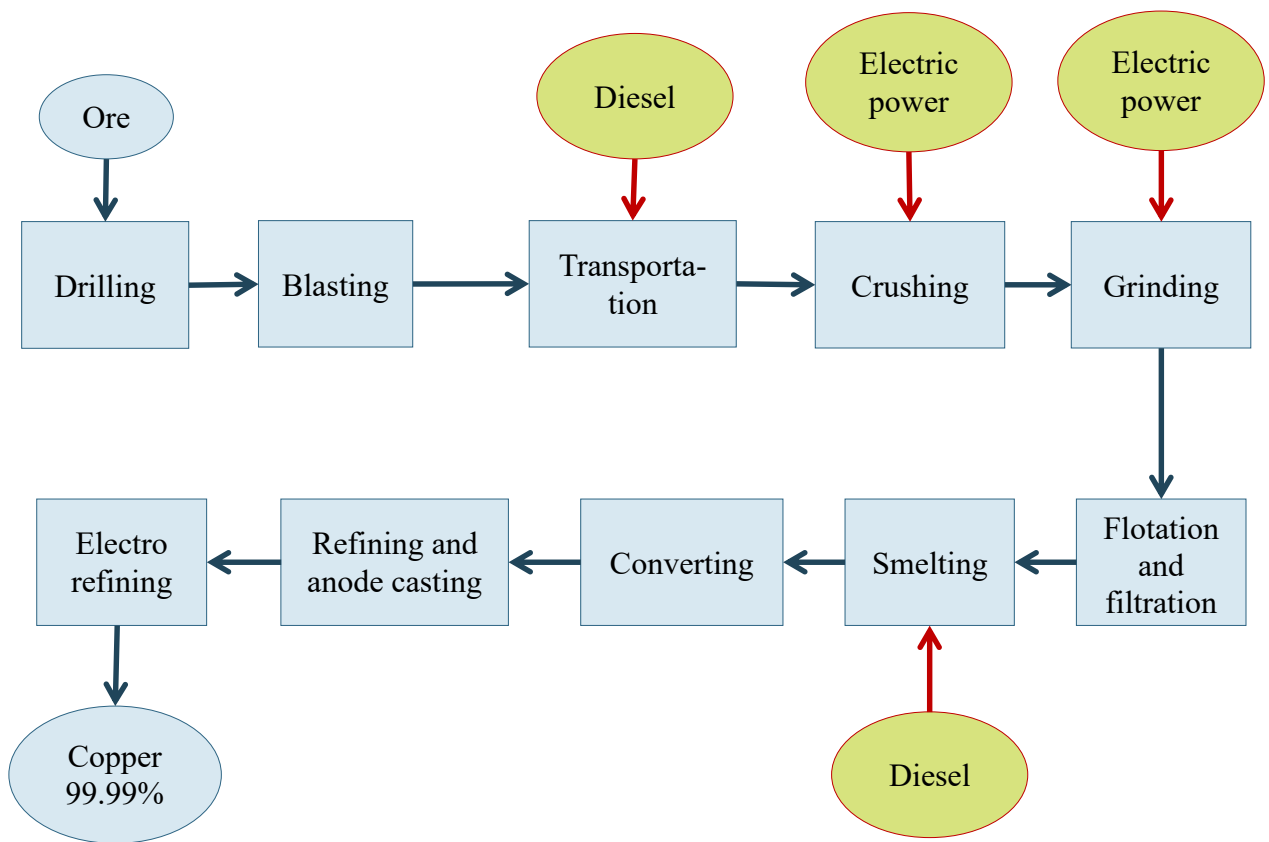 Ore
Diesel
Electric
power
Electric
power
Drilling
Blasting
Transporta-
tion
Crushing
Grinding
Electro
refining
Refining and
anode casting
Converting
Smelting
Flotation
and
filtration
Copper
99.99%
Diesel